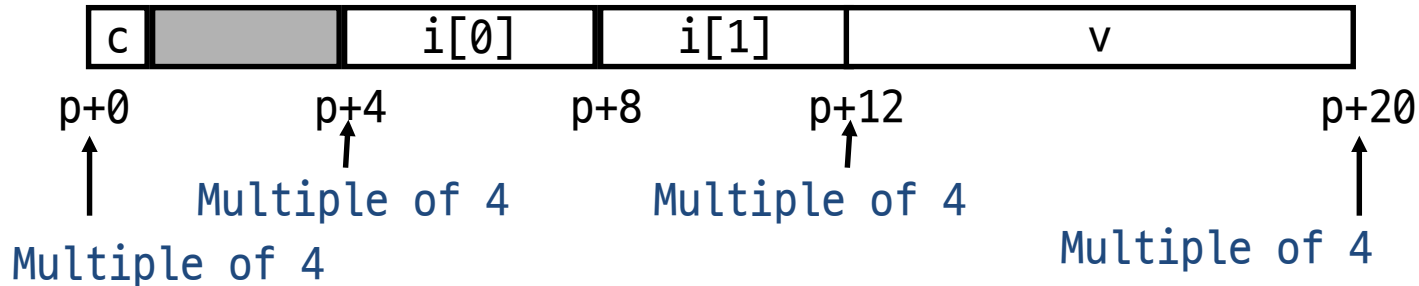 c i[0] i[1] v
p+0 p+4 p+8 p+12 p+20
Multiple of 4 Multiple of 4
Multiple of 4 Multiple of 4